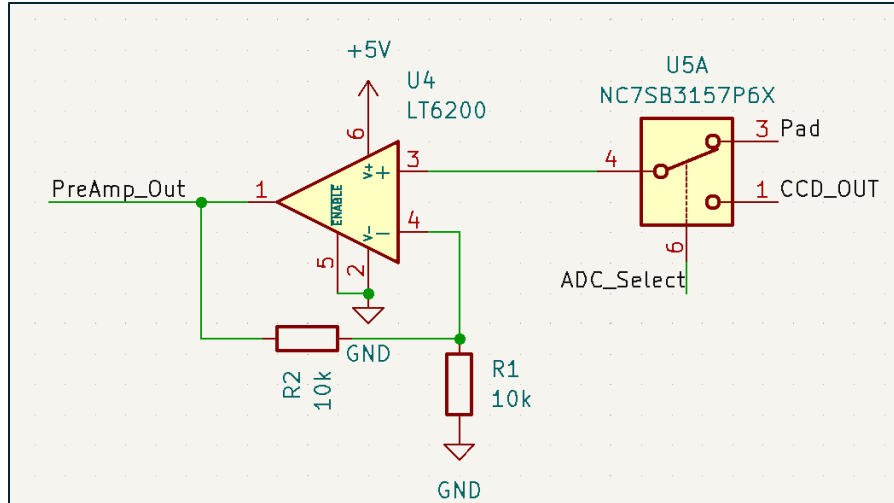 +5V
U4
LT6200
U5A
NC7SB3157P6X
6
3
4
3
Pad
PreAmp_Out
1
V+
+
ENABLE
V-
-
4
1
CCD_OUT
5
2
6
ADC_Select
GND
R2
10k
R1
10k
GND